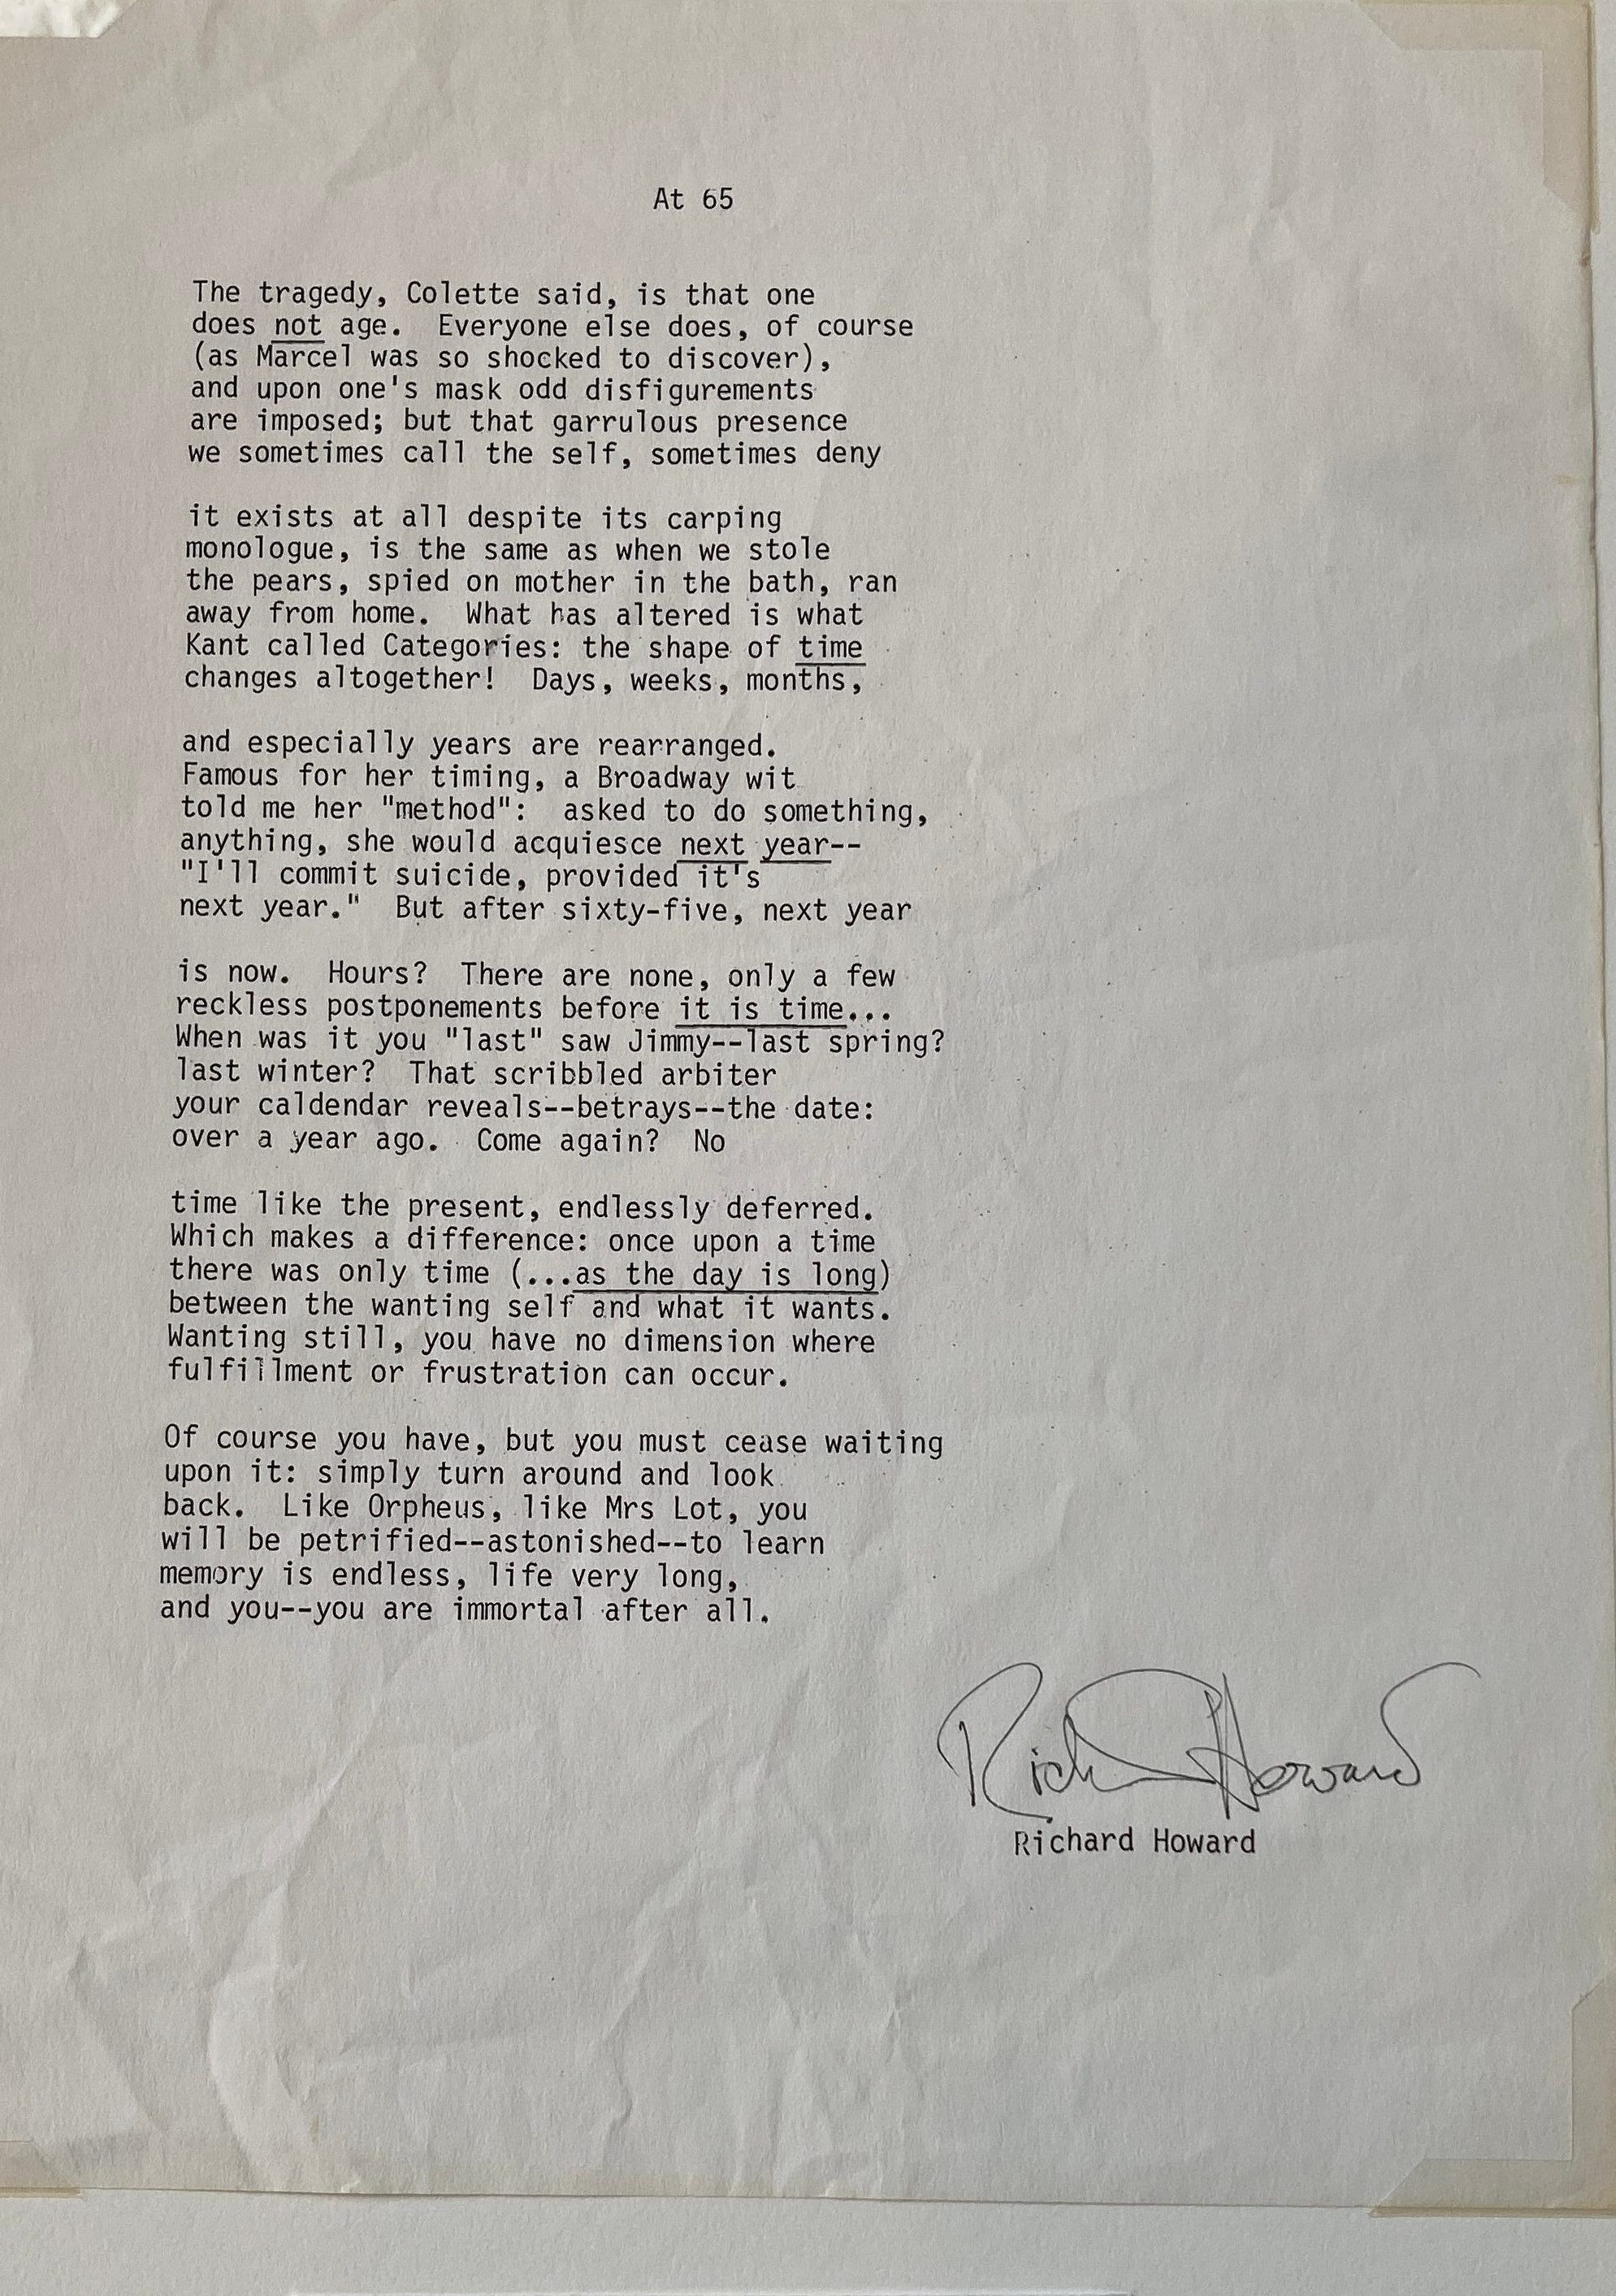 At 65
The tragedy, Colette said, is that one
does not age.  Everyone else does, of course
(as Marcel was so shocked to discover),
and upon one's mask odd disfigurements
are imposed; but that garrulous presence
we sometimes call the self, sometimes deny
it exists at all despite its carping
monologue, is the same as when we stole
the pears, spied on mother in the bath, ran
away from home.  What has altered is what
Kant called Categories: the shape of time
changes altogether!  Days, weeks, months,
and especially years are rearranged.
Famous for her timing, a Broadway wit
told me her "method":  asked to do something,
anything, she would acquiesce next year--
"I'll commit suicide, provided it's
next year."  But after sixty-five, next year
is now.  Hours?  There are none, only a few
reckless postponements before it is time...
When was it you "last" saw Jimmy--last spring?
last winter?  That scribbled arbiter
your caldendar reveals--betrays--the date:
over a year ago.  Come again?  No
time like the present, endlessly deferred.
Which makes a difference: once upon a time
there was only time (...as the day is long)
between the wanting self and what it wants.
Wanting still, you have no dimension where
fulfillment or frustration can occur.
Of course you have, but you must cease waiting
upon it: simply turn around and look
back.  Like Orpheus, like Mrs Lot, you
will be petrified--astonished--to learn
memory is endless, life very long,
and you--you are immortal after all.
Richard Howard
Richard Howard